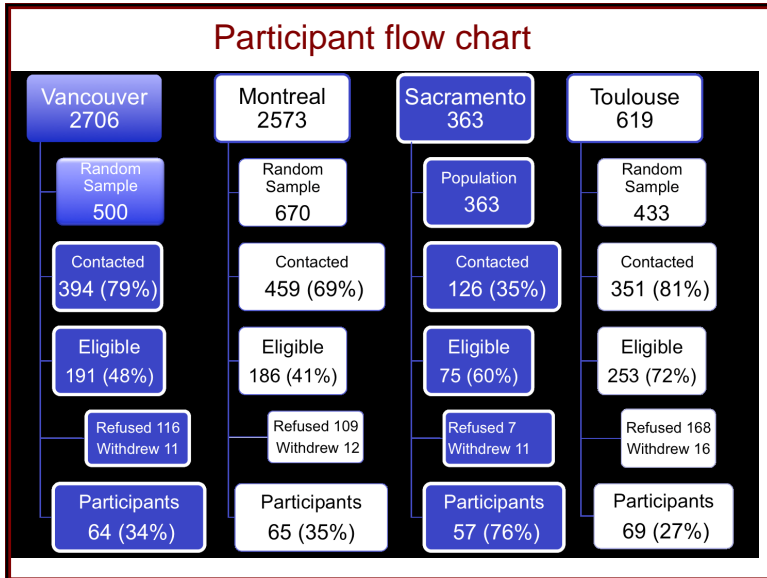 Participant flow chart
Vancouver
2706
Random
Sample
500
Contacted
394 (79%)
Eligible
191 (48%)
Refused 116
Withdrew 11
Participants
64 (34%)
Montreal
2573
Random
Sample
670
Contacted
459 (69%)
Eligible
186 (41%)
Refused 109
Withdrew 12
Participants
65 (35%)
Sacramento
363
Population
363
Contacted
126 (35%)
Eligible
75 (60%)
Refused 7
Withdrew 11
Participants
57 (76%)
Toulouse
619
Random
Sample
433
Contacted
351 (81%)
Eligible
253 (72%)
Refused 168
Withdrew 16
Participants
69 (27%)